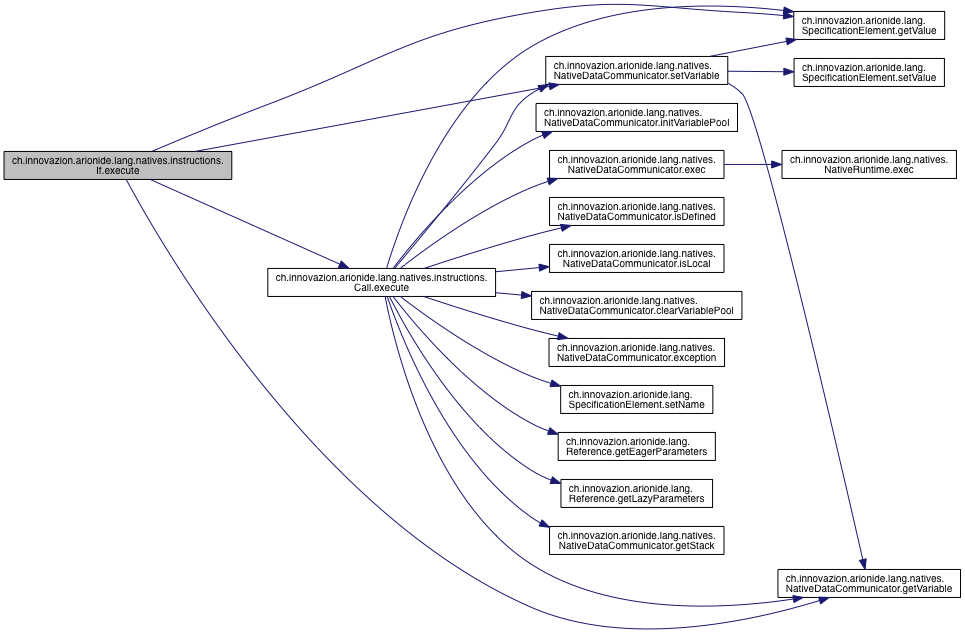 ch.innovazion.arionide.lang.natives.instructions.
If.execute
ch.innovazion.arionide.lang.natives.instructions.
Call.execute
ch.innovazion.arionide.lang.natives.
NativeDataCommunicator.setVariable
ch.innovazion.arionide.lang.natives.
NativeDataCommunicator.initVariablePool
ch.innovazion.arionide.lang.natives.
NativeDataCommunicator.exec
ch.innovazion.arionide.lang.natives.
NativeDataCommunicator.isDefined
ch.innovazion.arionide.lang.natives.
NativeDataCommunicator.isLocal
ch.innovazion.arionide.lang.natives.
NativeDataCommunicator.clearVariablePool
ch.innovazion.arionide.lang.natives.
NativeDataCommunicator.exception
ch.innovazion.arionide.lang.
SpecificationElement.setName
ch.innovazion.arionide.lang.
Reference.getEagerParameters
ch.innovazion.arionide.lang.
Reference.getLazyParameters
ch.innovazion.arionide.lang.natives.
NativeDataCommunicator.getStack
ch.innovazion.arionide.lang.
SpecificationElement.getValue
ch.innovazion.arionide.lang.
SpecificationElement.setValue
ch.innovazion.arionide.lang.natives.
NativeRuntime.exec
ch.innovazion.arionide.lang.natives.
NativeDataCommunicator.getVariable